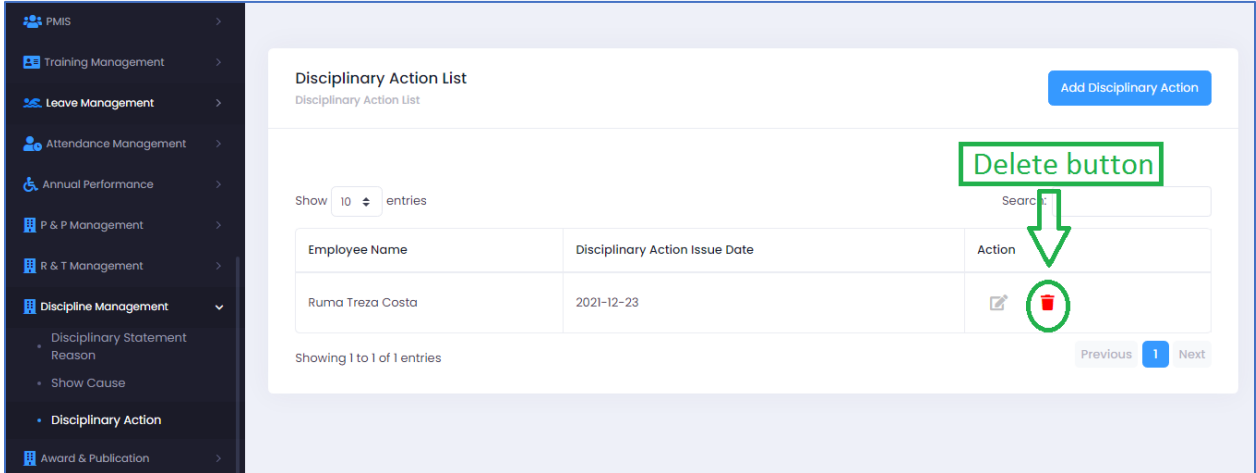 PMIS
Training Management
Leave Management
Attendance Management
Annual Performance
P & P Management
R & T Management
Discipline Management
Disciplinary Statement
Reason
Show Cause
Disciplinary Action
Award & Publication
Disciplinary Action List
Disciplinary Action List
Add Disciplinary Action
Delete button
Show 10 entries
Search:
Employee Name Disciplinary Action Issue Date Action
Ruma Treza Costa 2021-12-23
Showing 1 to 1 of 1 entries
Previous 1 Next